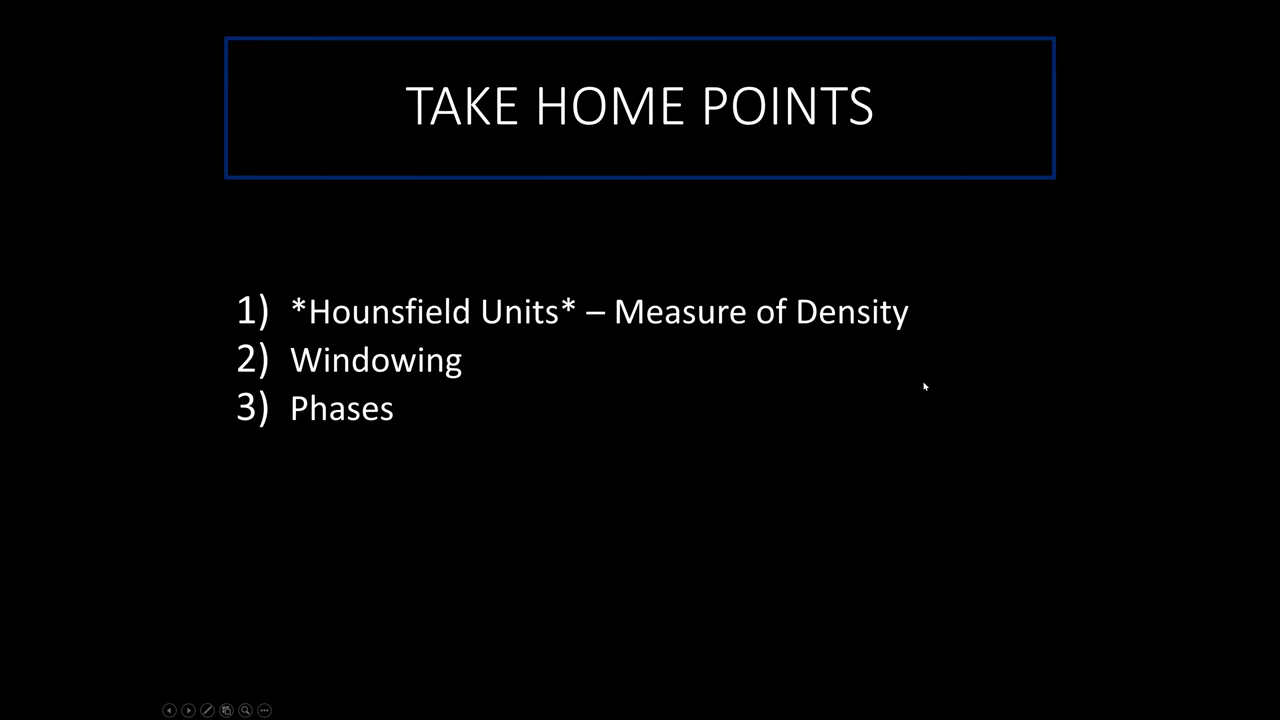 TAKE HOME POINTS
1) *Hounsfield Units* – Measure of Density
2) Windowing
3) Phases